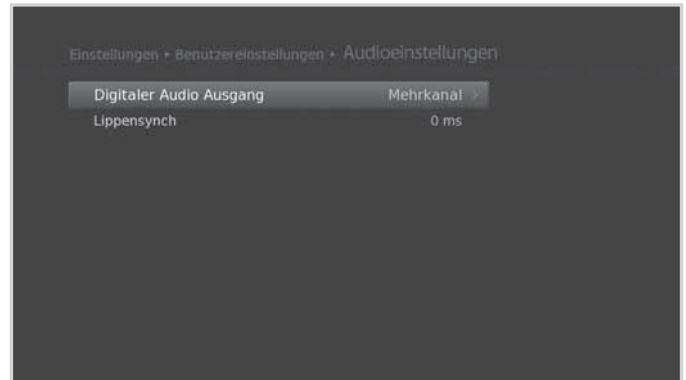 Einstellungen • Benutzereinstellungen • Audioeinstellungen
Digitaler Audio Ausgang Mehrkanal >
Lippensynch 0 ms